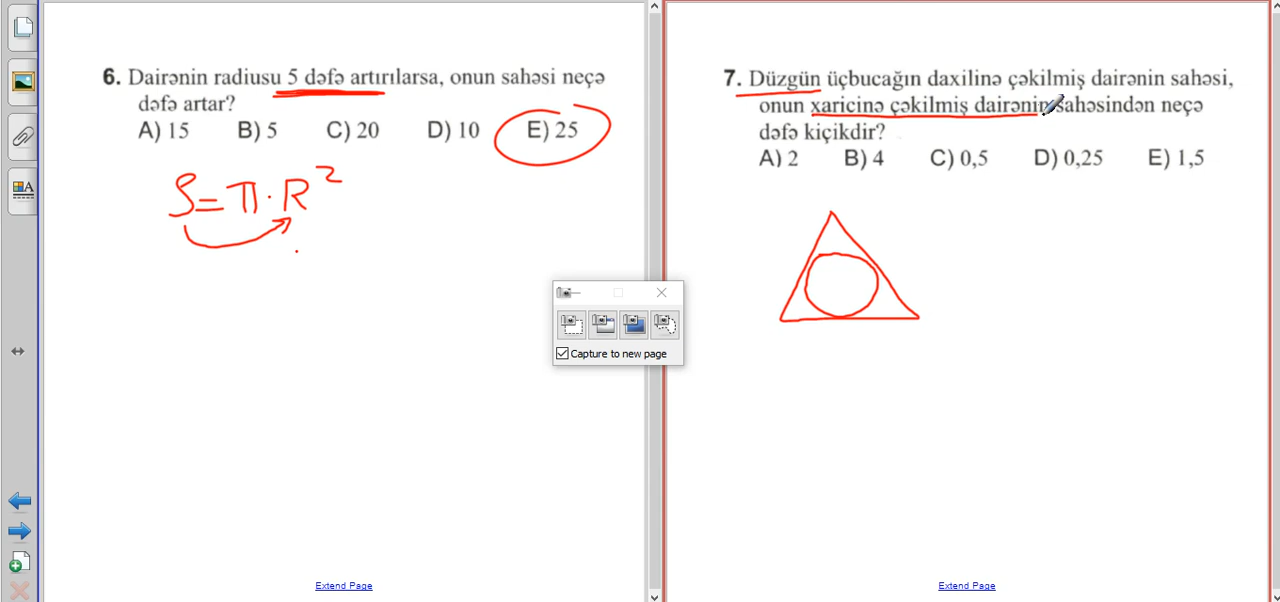 6. Dairənin radiusu 5 dəfə artırılarsa, onun sahəsi neçə
dəfə artar?
A) 15 B) 5 C) 20 D) 10 E) 25
S = π · R²
Extend Page
Capture to new page
7. Düzgün üçbucağın daxilinə çəkilmiş dairənin sahəsi,
onun xaricinə çəkilmiş dairənin sahəsindən neçə
dəfə kiçikdir?
A) 2 B) 4 C) 0,5 D) 0,25 E) 1,5
Extend Page